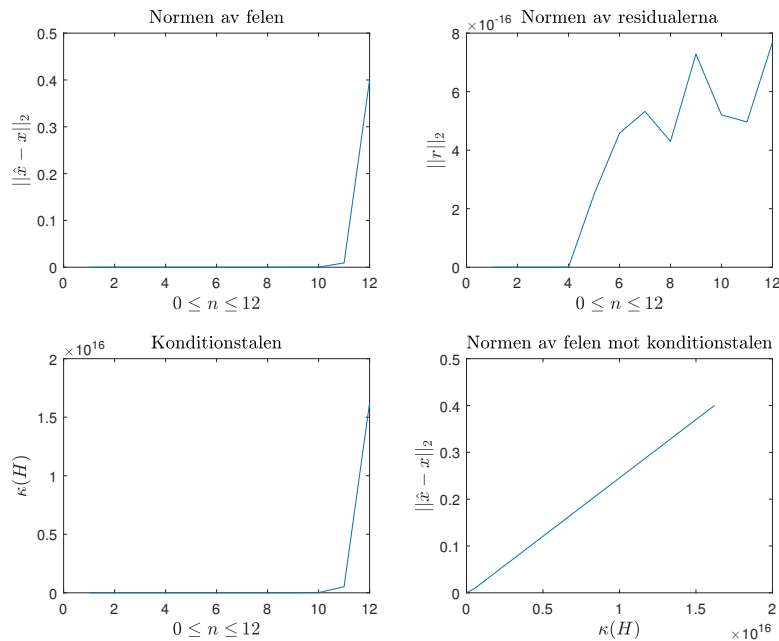 Normen av felen
0.5
0.4
0.3
0.2
0.1
0
||x̂ − x||₂
0 2 4 6 8 10 12
0 ≤ n ≤ 12
Normen av residualerna
×10⁻¹⁶
8
6
4
2
0
||r||₂
0 2 4 6 8 10 12
0 ≤ n ≤ 12
Konditionstalen
×10¹⁶
2
1.5
1
0.5
0
κ(H)
0 2 4 6 8 10 12
0 ≤ n ≤ 12
Normen av felen mot konditionstalen
0.5
0.4
0.3
0.2
0.1
0
||x̂ − x||₂
0 0.5 1 1.5 2
κ(H)
×10¹⁶